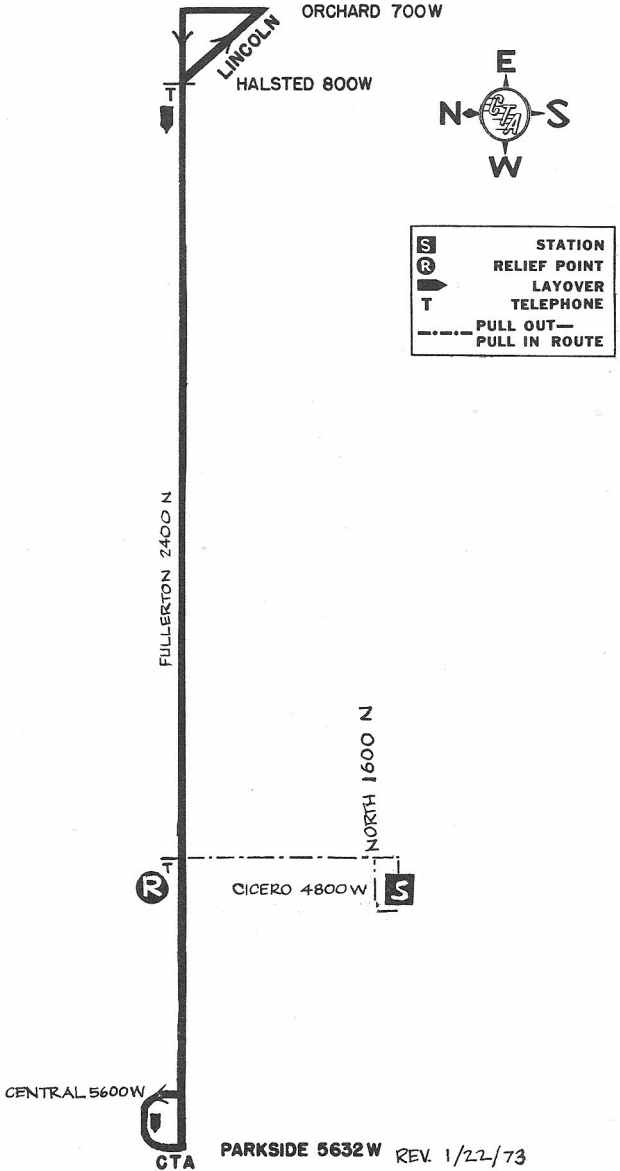 ORCHARD 700W
LINCOLN
HALSTED 800W
T
E
N
CTA
S
W
S STATION
R RELIEF POINT
LAYOVER
T TELEPHONE
PULL OUT—
PULL IN ROUTE
FULLERTON 2400 N
NORTH 1600 N
T
R
CICERO 4800W
S
CENTRAL 5600W
CTA
PARKSIDE 5632W
REV. 1/22/73